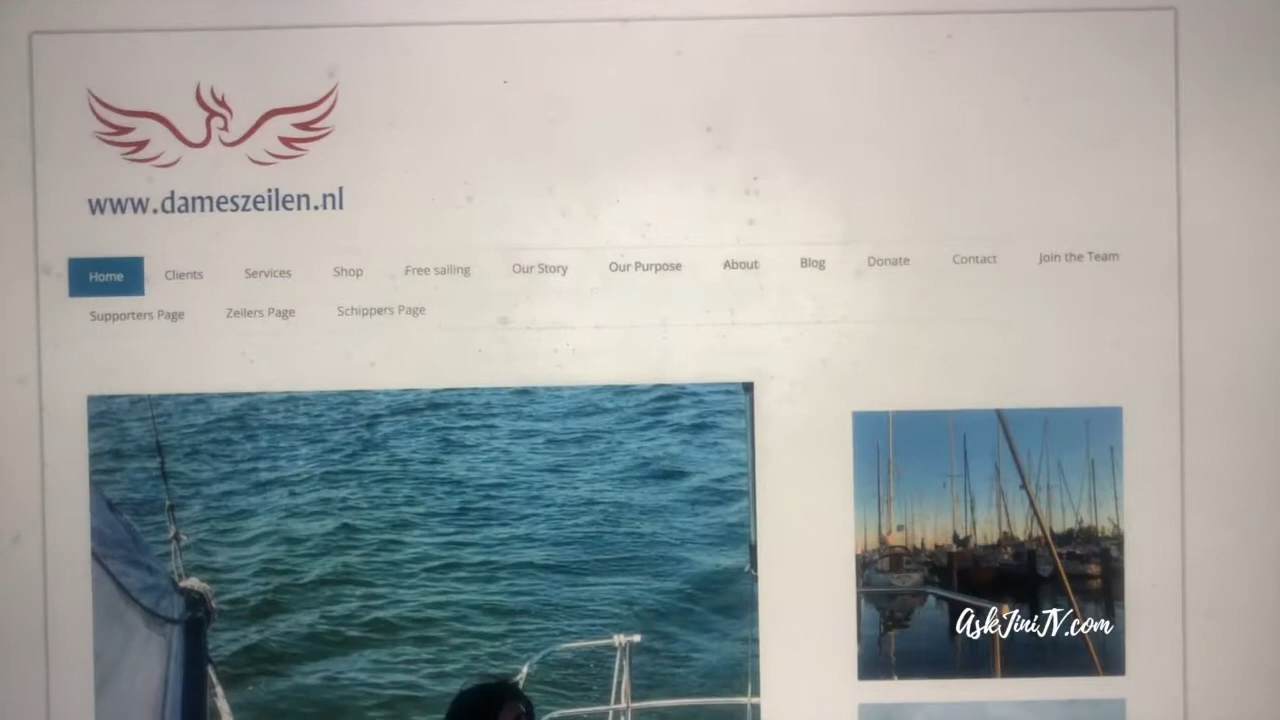 www.dameszeilen.nl
Home Clients Services Shop Free sailing Our Story Our Purpose About Blog Donate Contact Join the Team
Supporters Page Zeilers Page Schippers Page
AskJiniTV.com